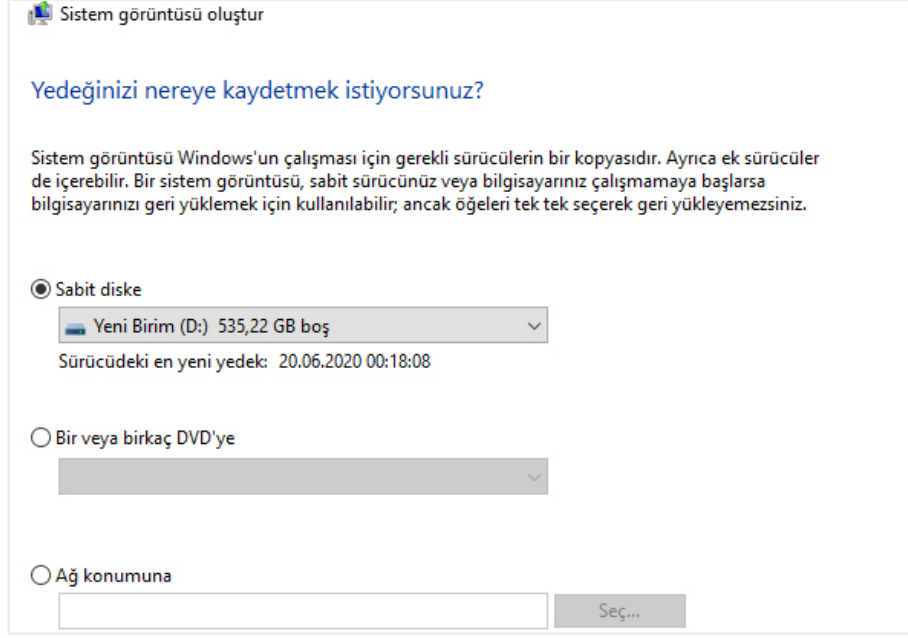 Sistem görüntüsü oluştur
Yedeğinizi nereye kaydetmek istiyorsunuz?
Sistem görüntüsü Windows'un çalışması için gerekli sürücülerin bir kopyasıdır. Ayrıca ek sürücüler
de içerebilir. Bir sistem görüntüsü, sabit sürücünüz veya bilgisayarınız çalışmamaya başlarsa
bilgisayarınızı geri yüklemek için kullanılabilir; ancak öğeleri tek tek seçerek geri yükleyemezsiniz.
Sabit diske
Yeni Birim (D:) 535,22 GB boş
Sürücüdeki en yeni yedek: 20.06.2020 00:18:08
Bir veya birkaç DVD'ye
Ağ konumuna
Seç...